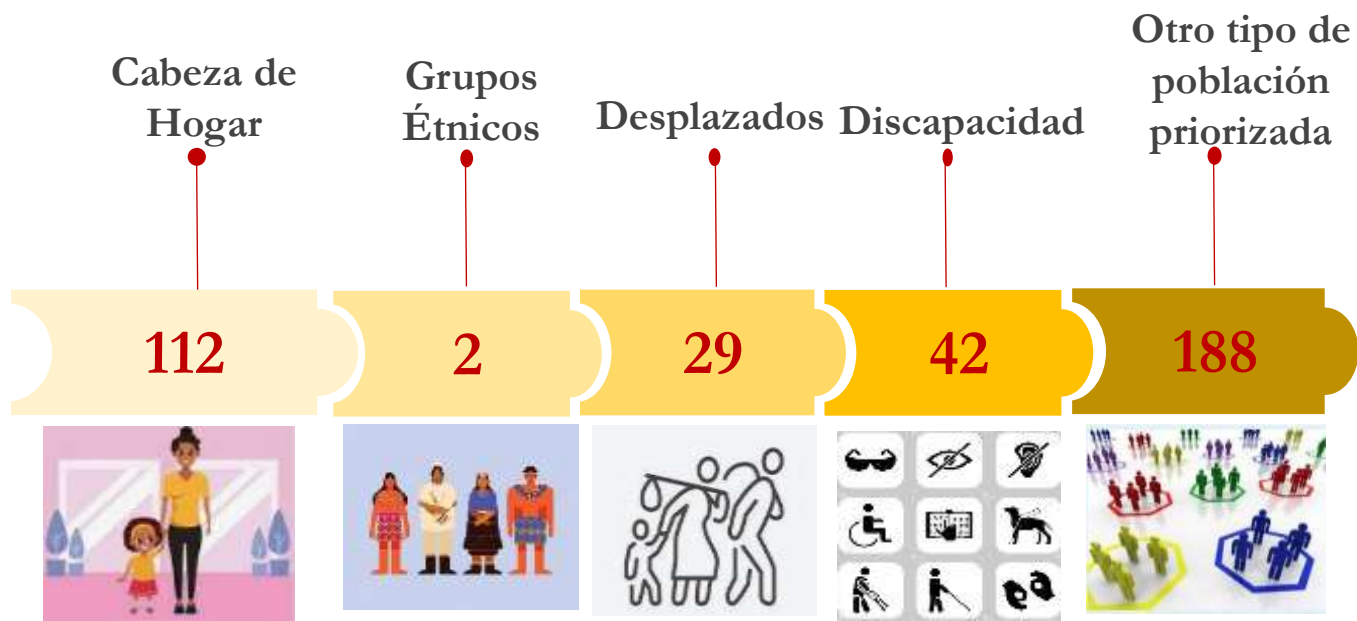 Cabeza de
Hogar
Grupos
Étnicos
Desplazados
Discapacidad
Otro tipo de
población
priorizada
112
2
29
42
188